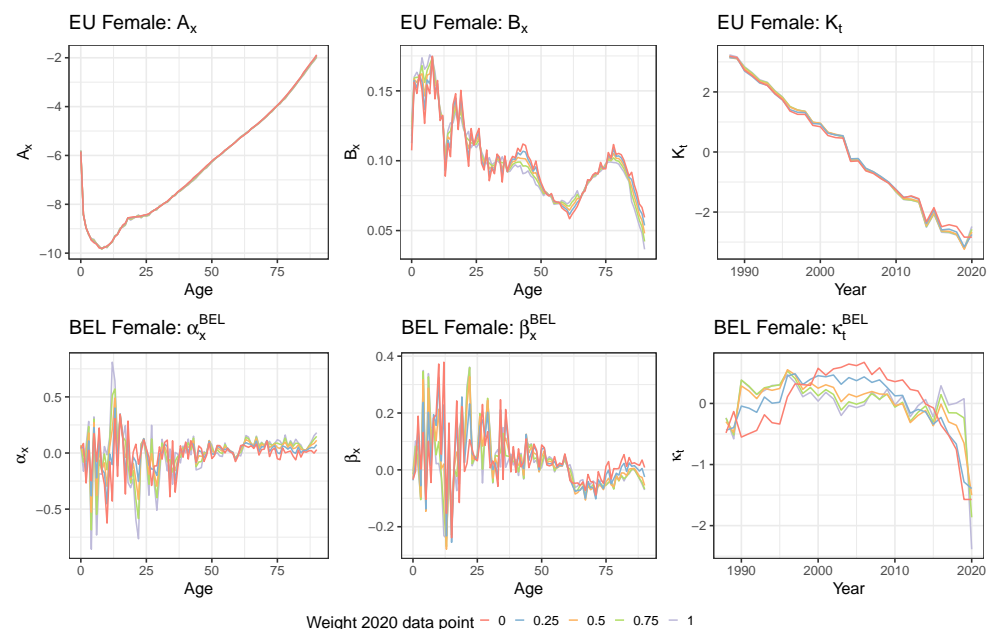 EU Female: Aₓ
EU Female: Bₓ
EU Female: Kₜ
−2
−4
−6
−8
−10
Aₓ
0
25
50
75
Age
0.15
0.10
0.05
Bₓ
0
25
50
75
Age
2
0
−2
Kₜ
1990
2000
2010
2020
Year
BEL Female: αₓᴮᴱᴸ
BEL Female: βₓᴮᴱᴸ
BEL Female: κₜᴮᴱᴸ
0.5
0.0
−0.5
αₓ
0
25
50
75
Age
0.4
0.2
0.0
−0.2
βₓ
0
25
50
75
Age
0
−1
−2
κₜ
1990
2000
2010
2020
Year
Weight 2020 data point 0 0.25 0.5 0.75 1